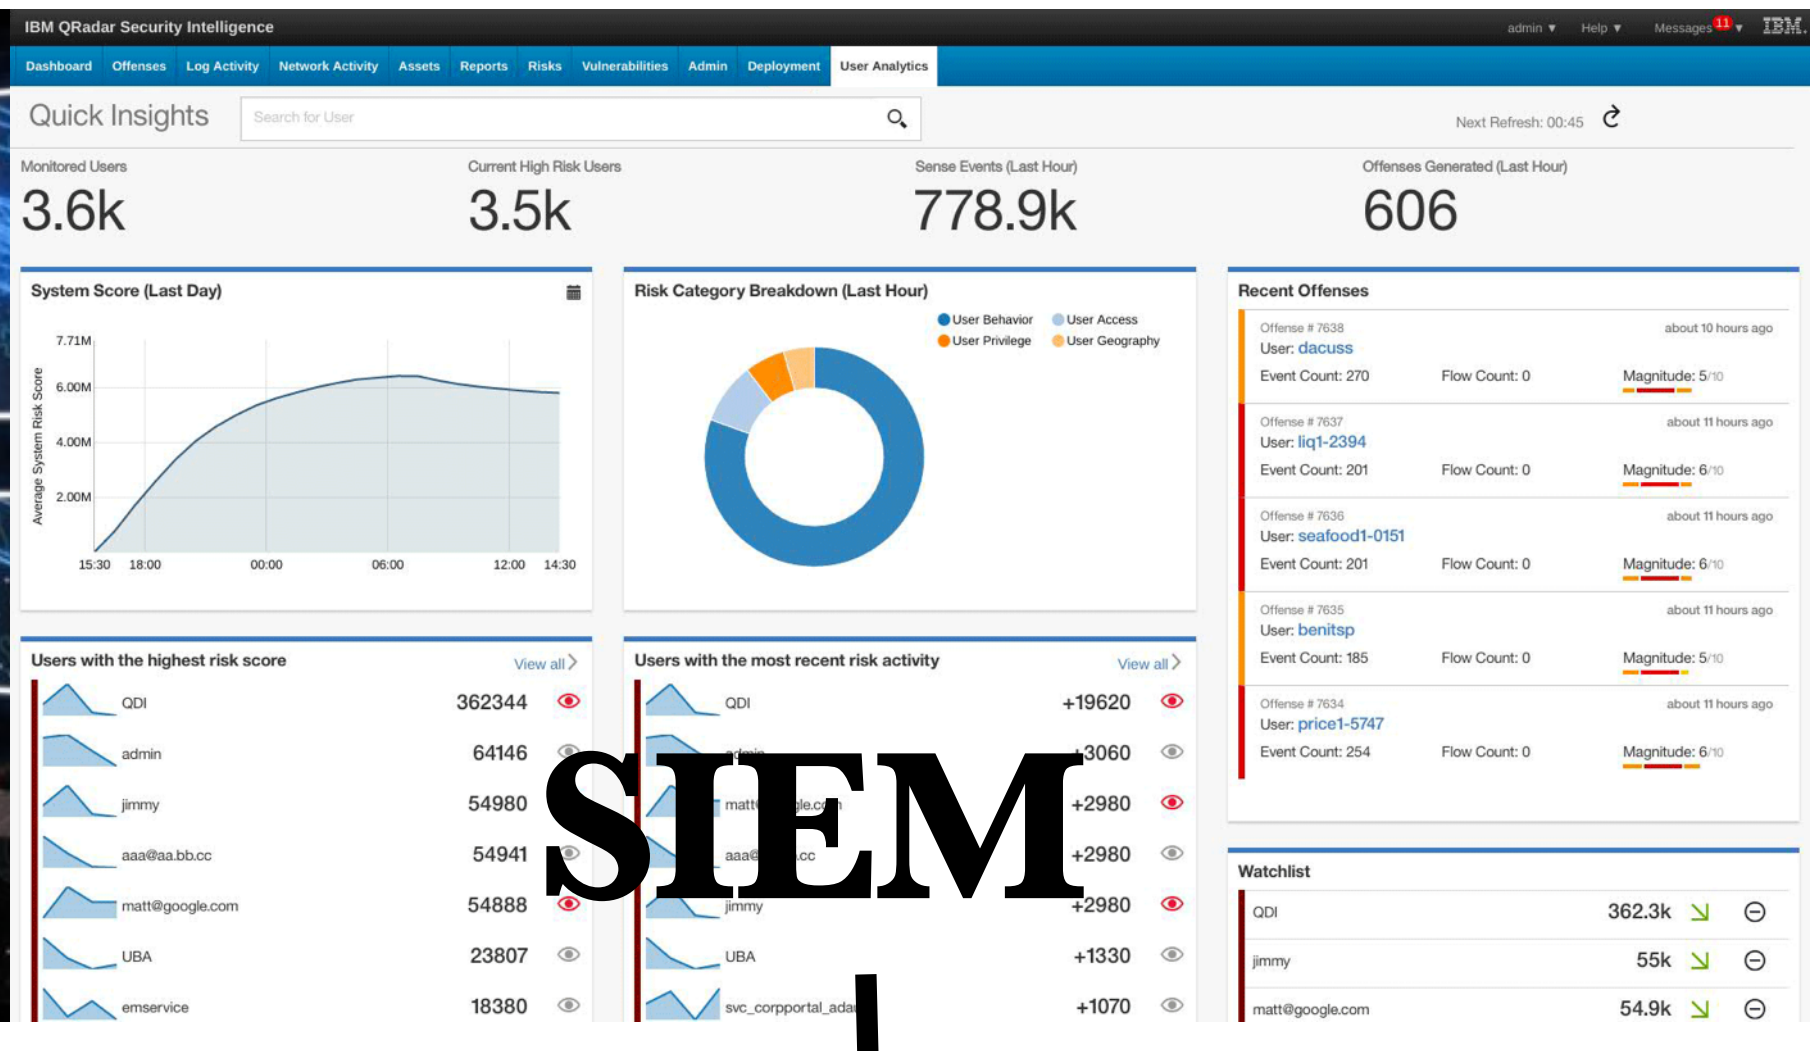 IBM QRadar Security Intelligence
admin Help Messages 11 IBM.
Dashboard Offenses Log Activity Network Activity Assets Reports Risks Vulnerabilities Admin Deployment User Analytics
Quick Insights Search for User Next Refresh: 00:45
Monitored Users Current High Risk Users Sense Events (Last Hour) Offenses Generated (Last Hour)
3.6k 3.5k 778.9k 606
System Score (Last Day)
7.71M
6.00M
4.00M
2.00M
Average System Risk Score
15:30 18:00 00:00 06:00 12:00 14:30
Risk Category Breakdown (Last Hour)
User Behavior User Access
User Privilege User Geography
Recent Offenses
Offense # 7638 about 10 hours ago
User: dacuss
Event Count: 270 Flow Count: 0 Magnitude: 5/10
Offense # 7637 about 11 hours ago
User: liq1-2394
Event Count: 201 Flow Count: 0 Magnitude: 6/10
Offense # 7636 about 11 hours ago
User: seafood1-0151
Event Count: 201 Flow Count: 0 Magnitude: 6/10
Offense # 7635 about 11 hours ago
User: benitsp
Event Count: 185 Flow Count: 0 Magnitude: 5/10
Offense # 7634 about 11 hours ago
User: price1-5747
Event Count: 254 Flow Count: 0 Magnitude: 6/10
Users with the highest risk score View all
QDI 362344
admin 64146
jimmy 54980
aaa@aa.bb.cc 54941
matt@google.com 54888
UBA 23807
emservice 18380
Users with the most recent risk activity View all
QDI +19620
admin +3060
+2980
+2980
jimmy +2980
UBA +1330
+1070
SIEM
Watchlist
QDI 362.3k
jimmy 55k
matt@google.com 54.9k